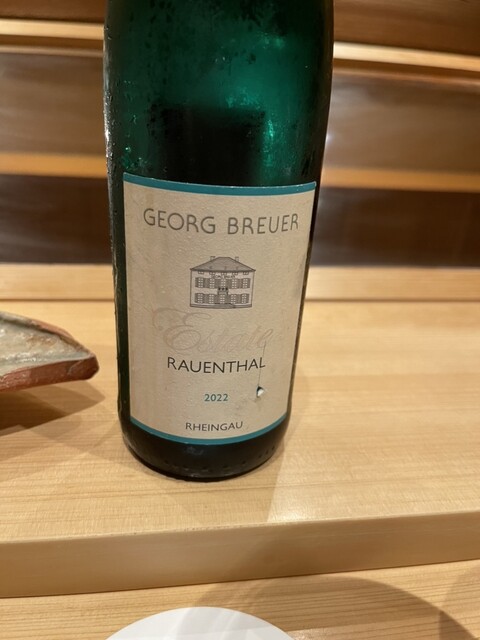 GEORG BREUER
Estate
RAUENTHAL
2022
RHEINGAU